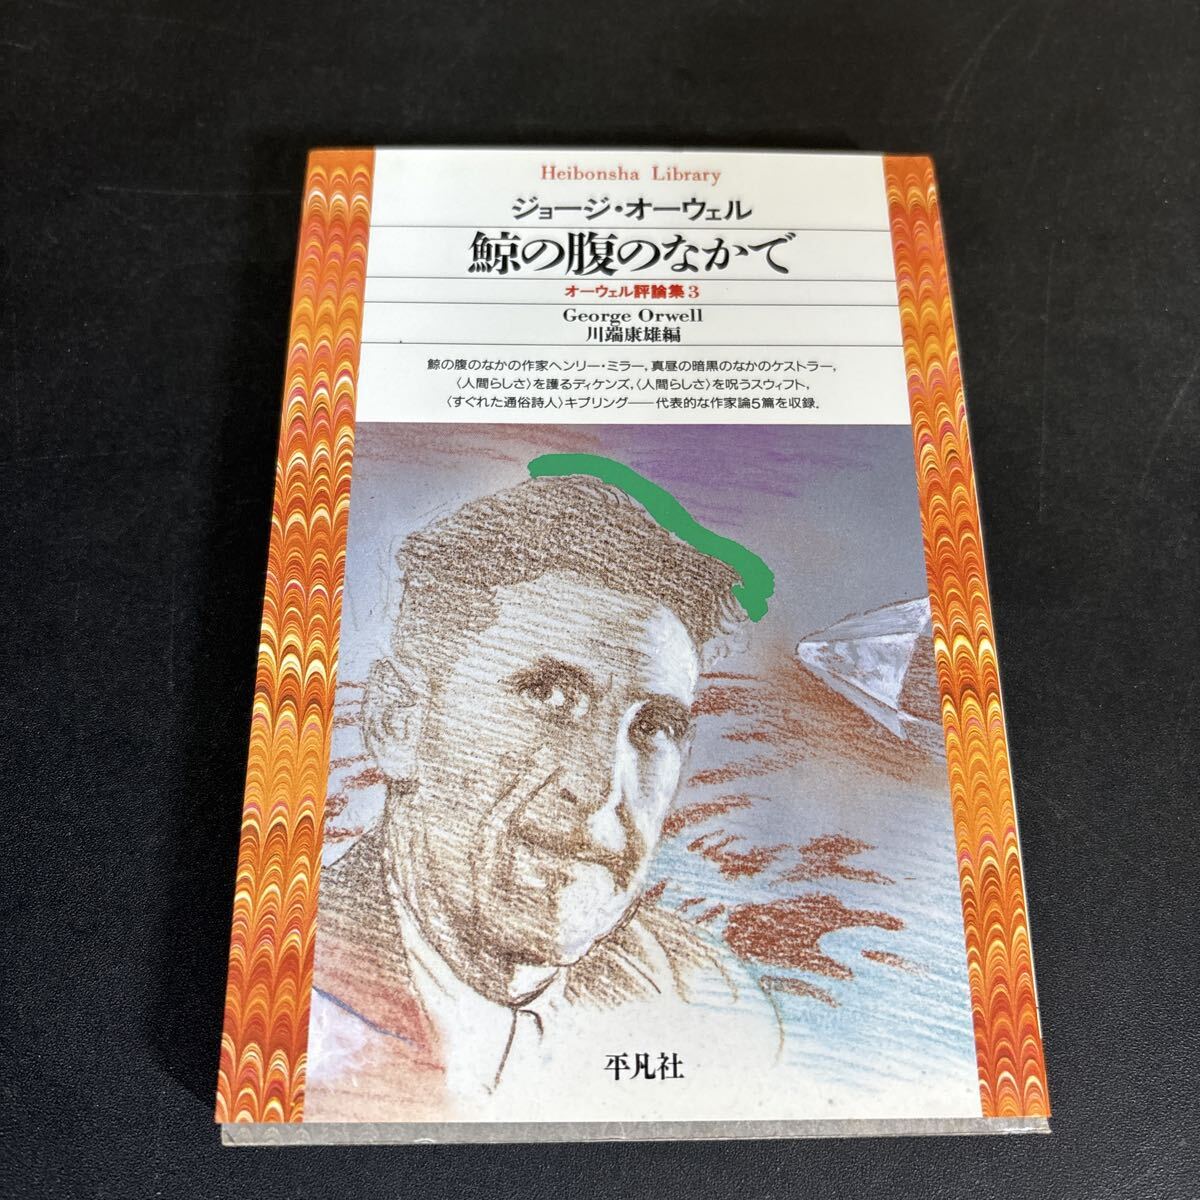 Heibonsha Library
ジョージ・オーウェル
鯨の腹のなかで
オーウェル評論集3
George Orwell
川端康雄編
鯨の腹のなかの作家ヘンリー・ミラー，真昼の暗黒のなかのケストラー，
〈人間らしさ〉を護るディケンズ，〈人間らしさ〉を呪うスウィフト，
〈すぐれた通俗詩人〉キプリング──代表的な作家論5篇を収録．
平凡社